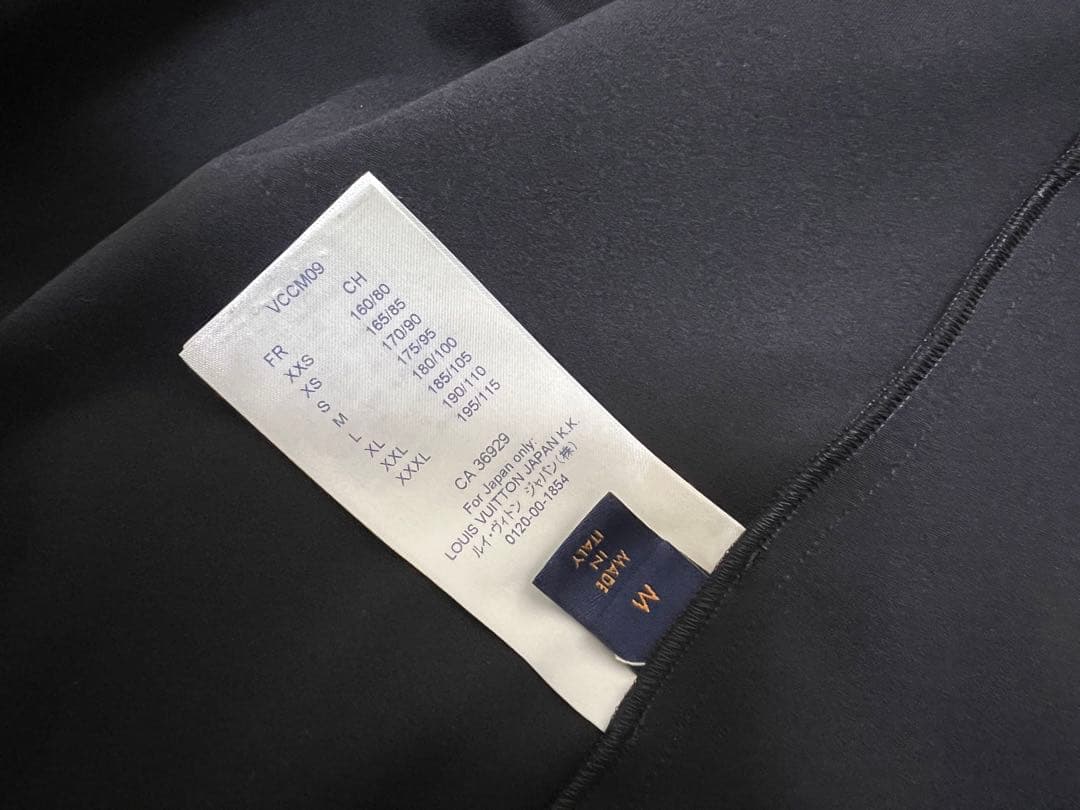 VCCM09
FR CH
XXS 160/80
XS 165/85
S 170/90
M 175/95
L 180/100
XL 185/105
XXL 190/110
XXXL 195/115
CA 36929
For Japan only:
LOUIS VUITTON JAPAN K.K.
ルイ・ヴィトン ジャパン(株)
0120-00-1854
M
MADE
IN
ITALY